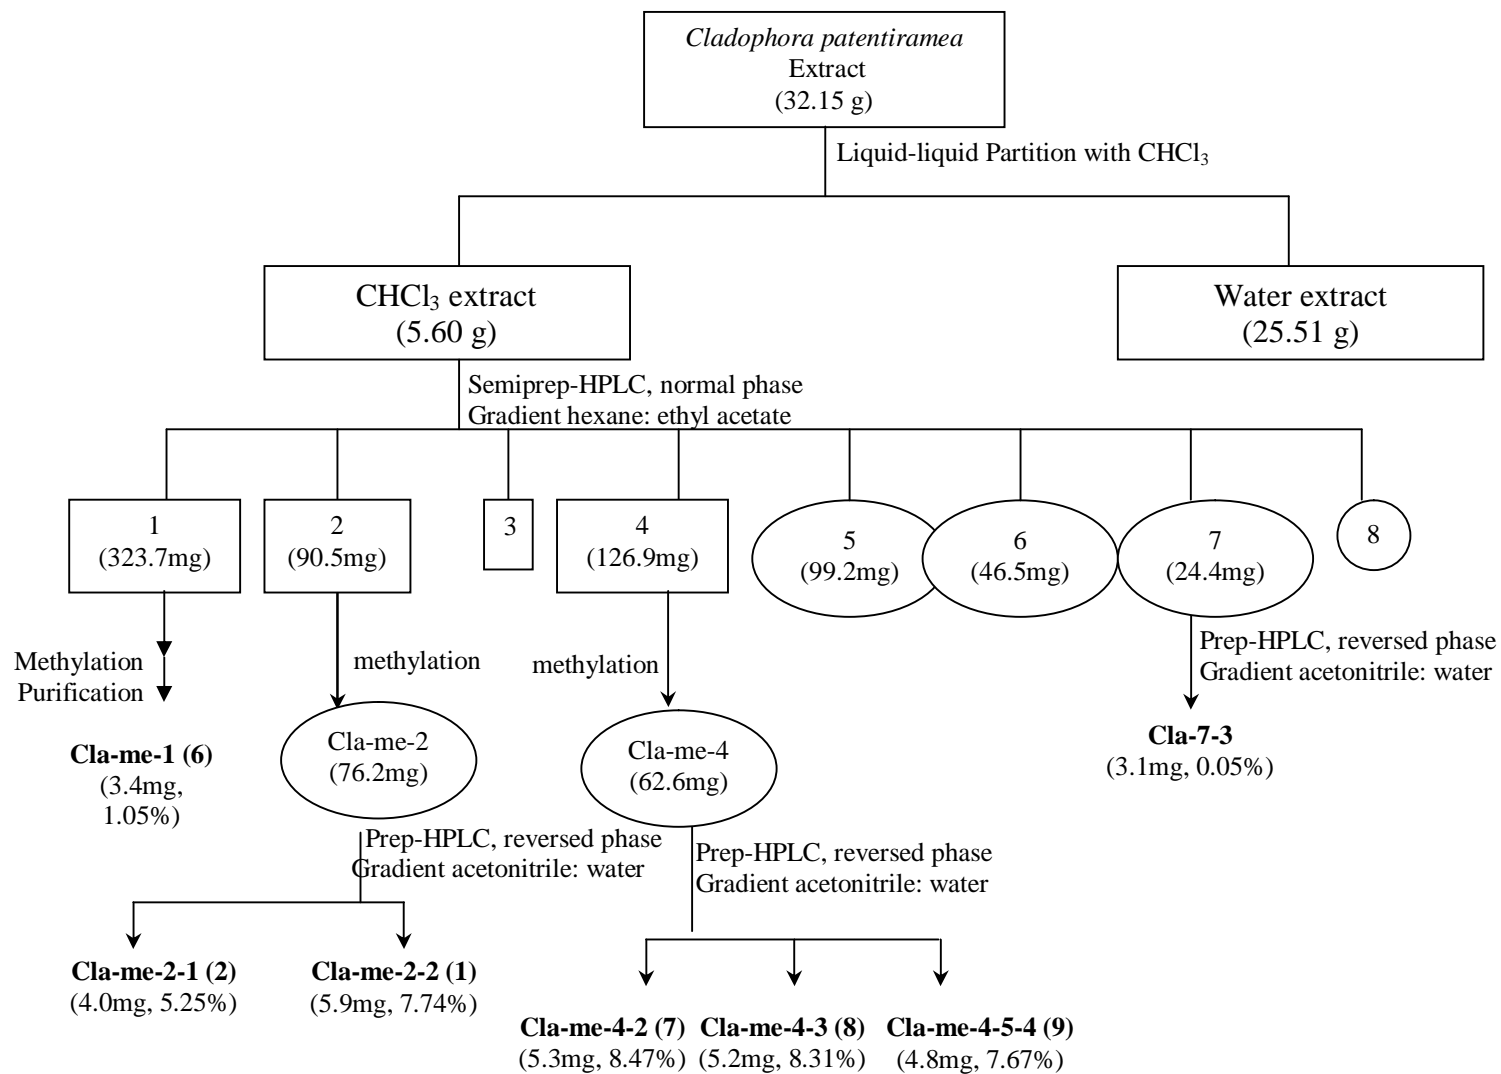 Cladophora patentiramea
Extract
(32.15 g)
Liquid-liquid Partition with CHCl₃
CHCl₃ extract
(5.60 g)
Water extract
(25.51 g)
Semiprep-HPLC, normal phase
Gradient hexane: ethyl acetate
1
(323.7mg)
2
(90.5mg)
3
4
(126.9mg)
5
(99.2mg)
6
(46.5mg)
7
(24.4mg)
8
Methylation
Purification
methylation
methylation
Prep-HPLC, reversed phase
Gradient acetonitrile: water
Cla-me-1 (6)
(3.4mg,
1.05%)
Cla-me-2
(76.2mg)
Cla-me-4
(62.6mg)
Cla-7-3
(3.1mg, 0.05%)
Prep-HPLC, reversed phase
Gradient acetonitrile: water
Prep-HPLC, reversed phase
Gradient acetonitrile: water
Cla-me-2-1 (2)
(4.0mg, 5.25%)
Cla-me-2-2 (1)
(5.9mg, 7.74%)
Cla-me-4-2 (7)
(5.3mg, 8.47%)
Cla-me-4-3 (8)
(5.2mg, 8.31%)
Cla-me-4-5-4 (9)
(4.8mg, 7.67%)